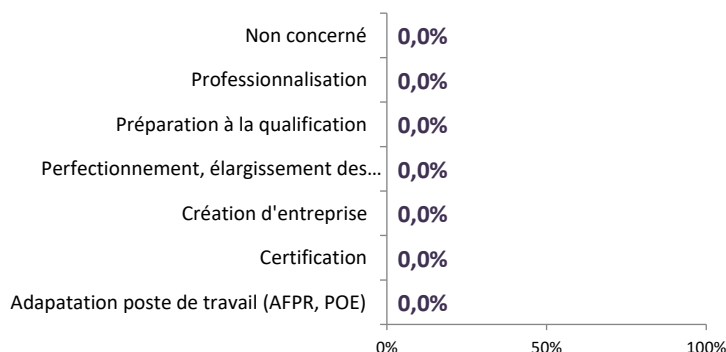 Non concerné 0,0%
Professionnalisation 0,0%
Préparation à la qualification 0,0%
Perfectionnement, élargissement des… 0,0%
Création d'entreprise 0,0%
Certification 0,0%
Adapatation poste de travail (AFPR, POE) 0,0%
0% 50% 100%